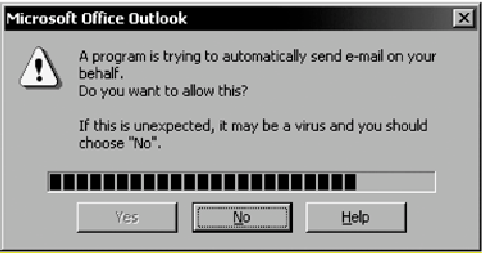 Microsoft Office Outlook
A program is trying to automatically send e-mail on your
behalf.
Do you want to allow this?
If this is unexpected, it may be a virus and you should
choose "No".
Yes No Help